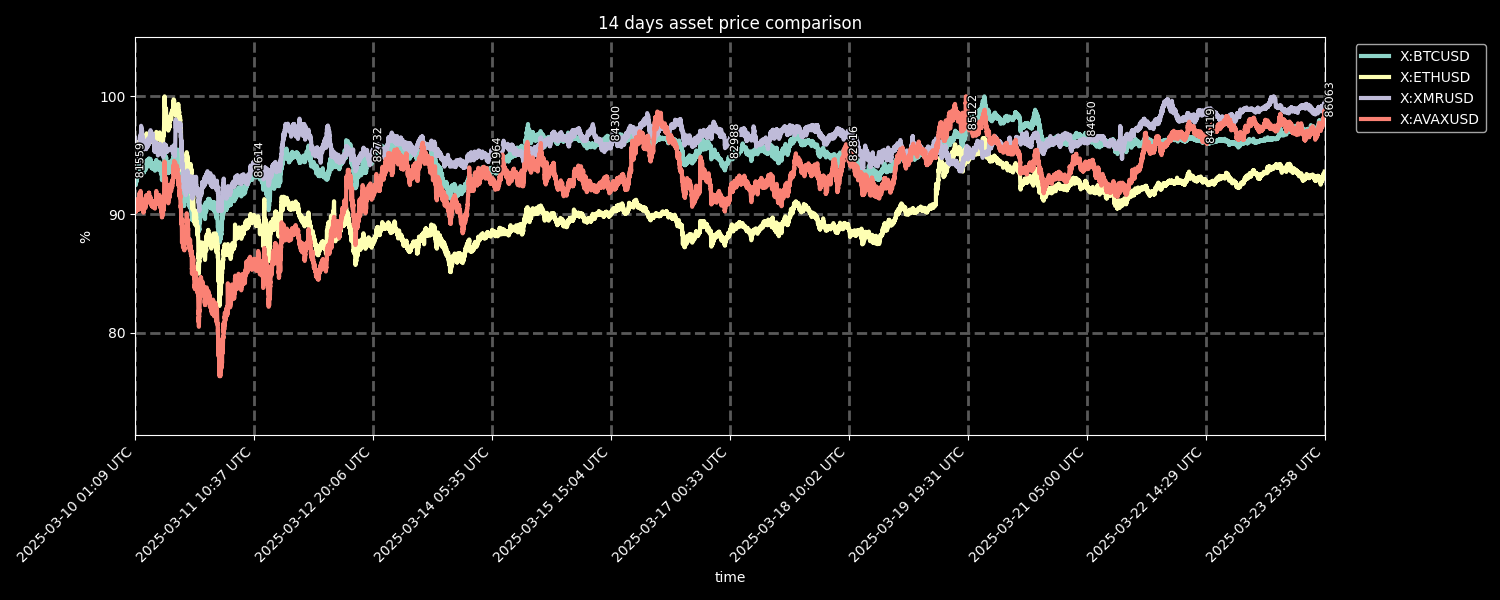 14 days asset price comparison
X:BTCUSD
X:ETHUSD
X:XMRUSD
X:AVAXUSD
100
90
80
%
81614
82732
81964
84300
82988
82816
85122
84650
84119
86063
2025-03-10 01:09 UTC
2025-03-11 10:37 UTC
2025-03-12 20:06 UTC
2025-03-14 05:35 UTC
2025-03-15 15:04 UTC
2025-03-17 00:33 UTC
2025-03-18 10:02 UTC
2025-03-19 19:31 UTC
2025-03-21 05:00 UTC
2025-03-22 14:29 UTC
2025-03-23 23:58 UTC
time